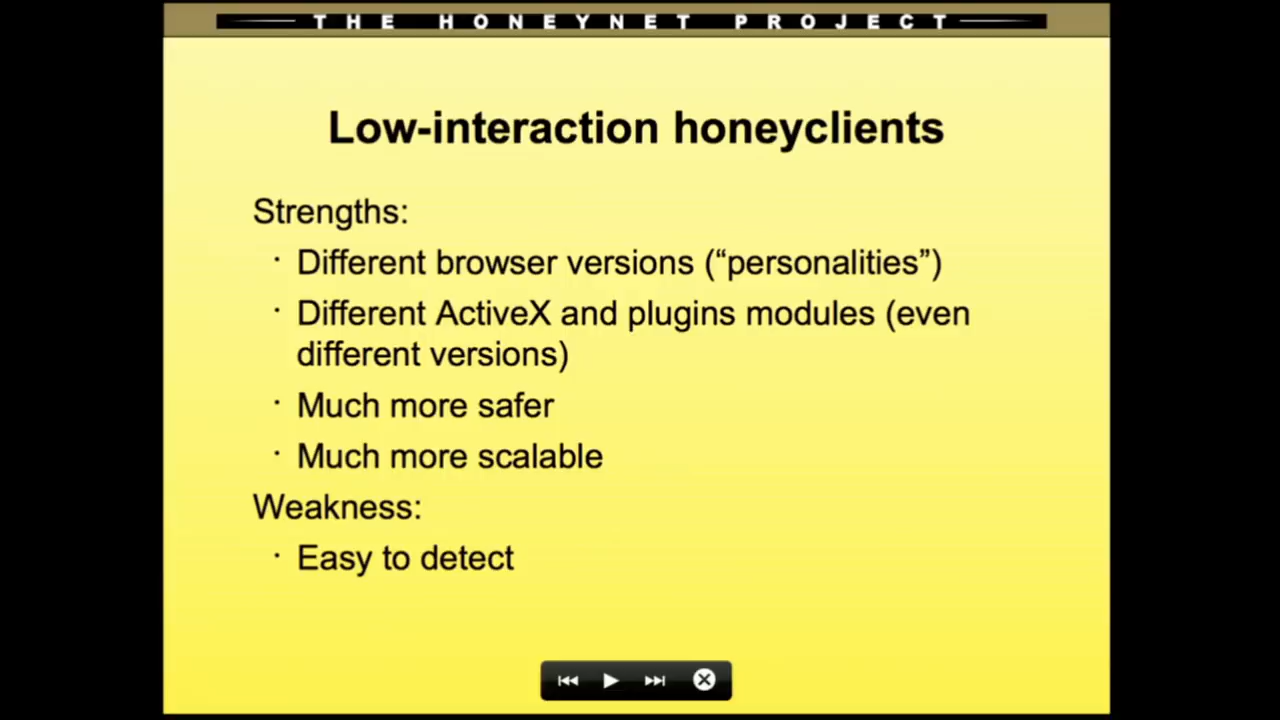 THE HONEYNET PROJECT
Low-interaction honeyclients
Strengths:
· Different browser versions (“personalities”)
· Different ActiveX and plugins modules (even
different versions)
· Much more safer
· Much more scalable
Weakness:
· Easy to detect